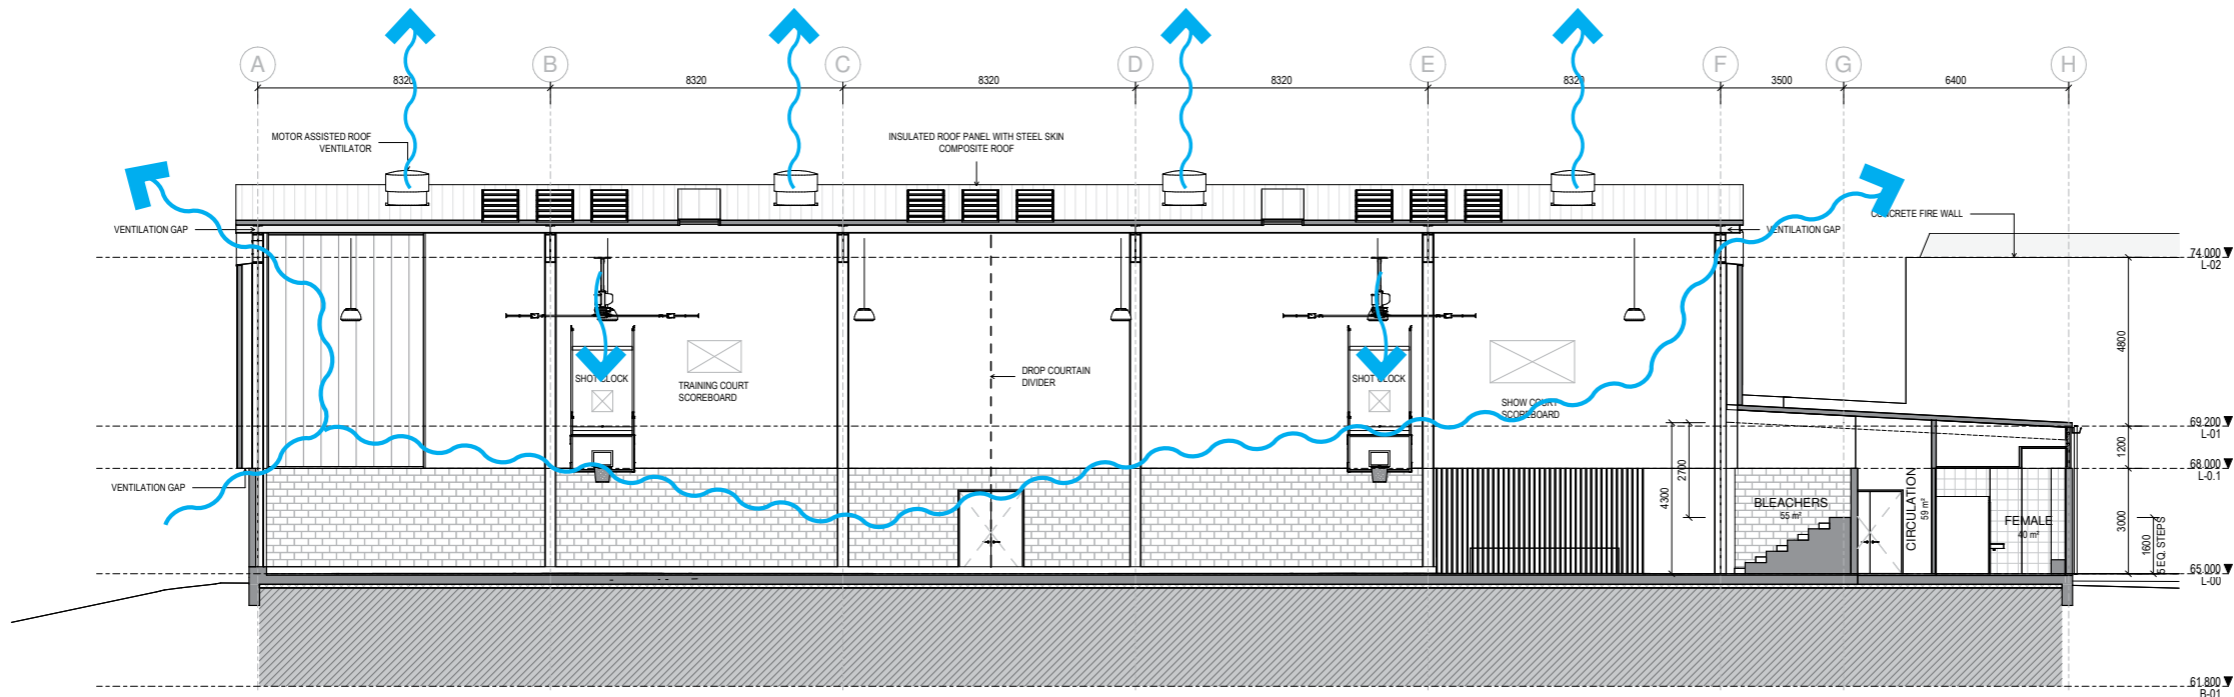 A
B
C
D
E
F
G
H
8320
8320
8320
8320
8320
3500
6400
MOTOR ASSISTED ROOF
VENTILATOR
INSULATED ROOF PANEL WITH STEEL SKIN
COMPOSITE ROOF
VENTILATION GAP
VENTILATION GAP
CONCRETE FIRE WALL
74.000
L-02
SHOT CLOCK
TRAINING COURT
SCOREBOARD
DROP COURTAIN
DIVIDER
SHOT CLOCK
SHOW COURT
SCOREBOARD
4800
69.200
L-01
1200
68.000
L-0.1
VENTILATION GAP
4300
2700
BLEACHERS
55 m²
CIRCULATION
59 m²
FEMALE
40 m²
3000
1600
5 EQ. STEPS
65.000
L-00
61.800
B-01